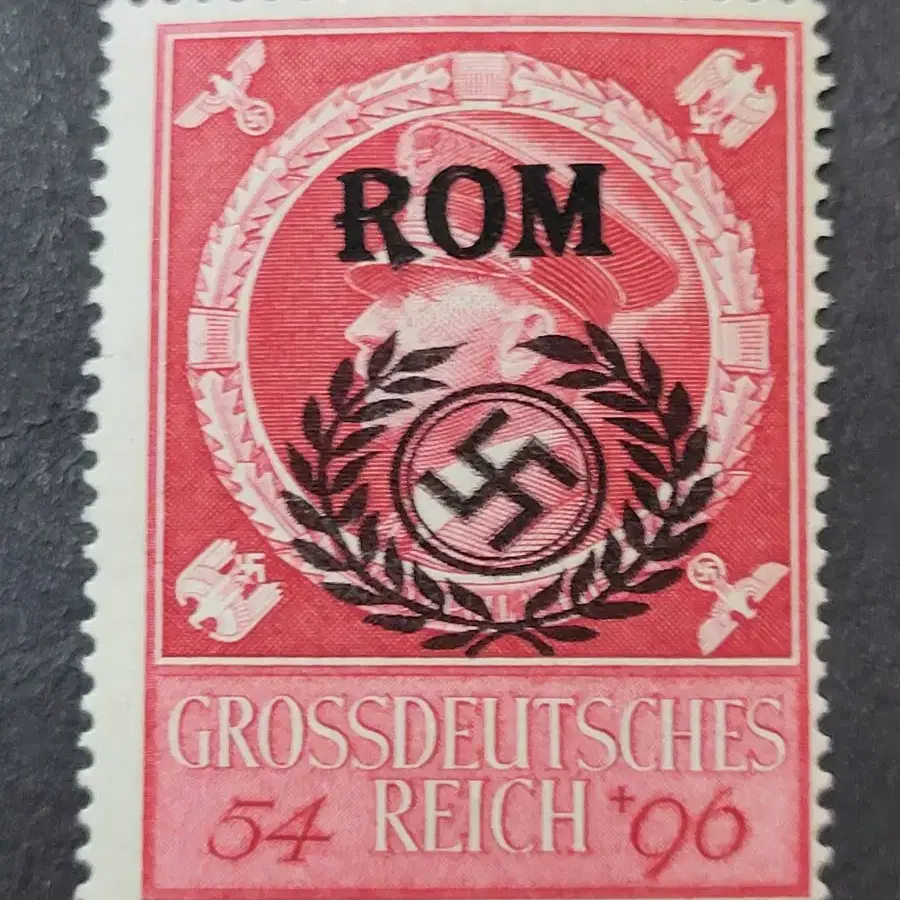 ROM
GROSSDEUTSCHES
54 REICH +96